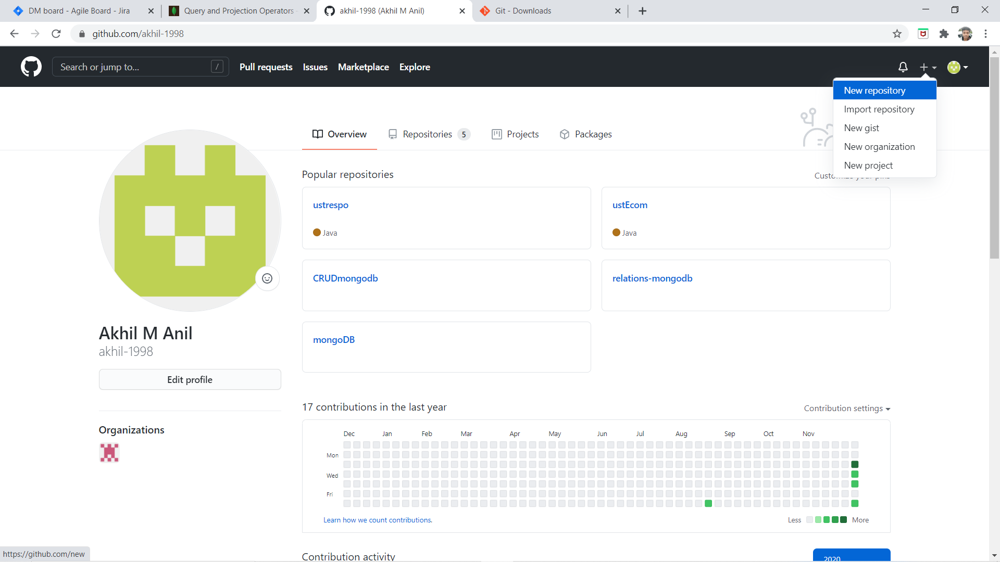 DM board - Agile Board - Jira
Query and Projection Operators -
akhil-1998 (Akhil M Anil)
Git - Downloads
github.com/akhil-1998
Search or jump to...
/
Pull requests
Issues
Marketplace
Explore
New repository
Import repository
New gist
New organization
New project
Overview
Repositories 5
Projects
Packages
Popular repositories
Customize your pins
ustrespo
Java
ustEcom
Java
CRUDmongodb
relations-mongodb
mongoDB
Akhil M Anil
akhil-1998
Edit profile
Organizations
17 contributions in the last year
Contribution settings
Dec Jan Feb Mar Apr May Jun Jul Aug Sep Oct Nov
Mon
Wed
Fri
Learn how we count contributions.
Less More
Contribution activity
2020
https://github.com/new